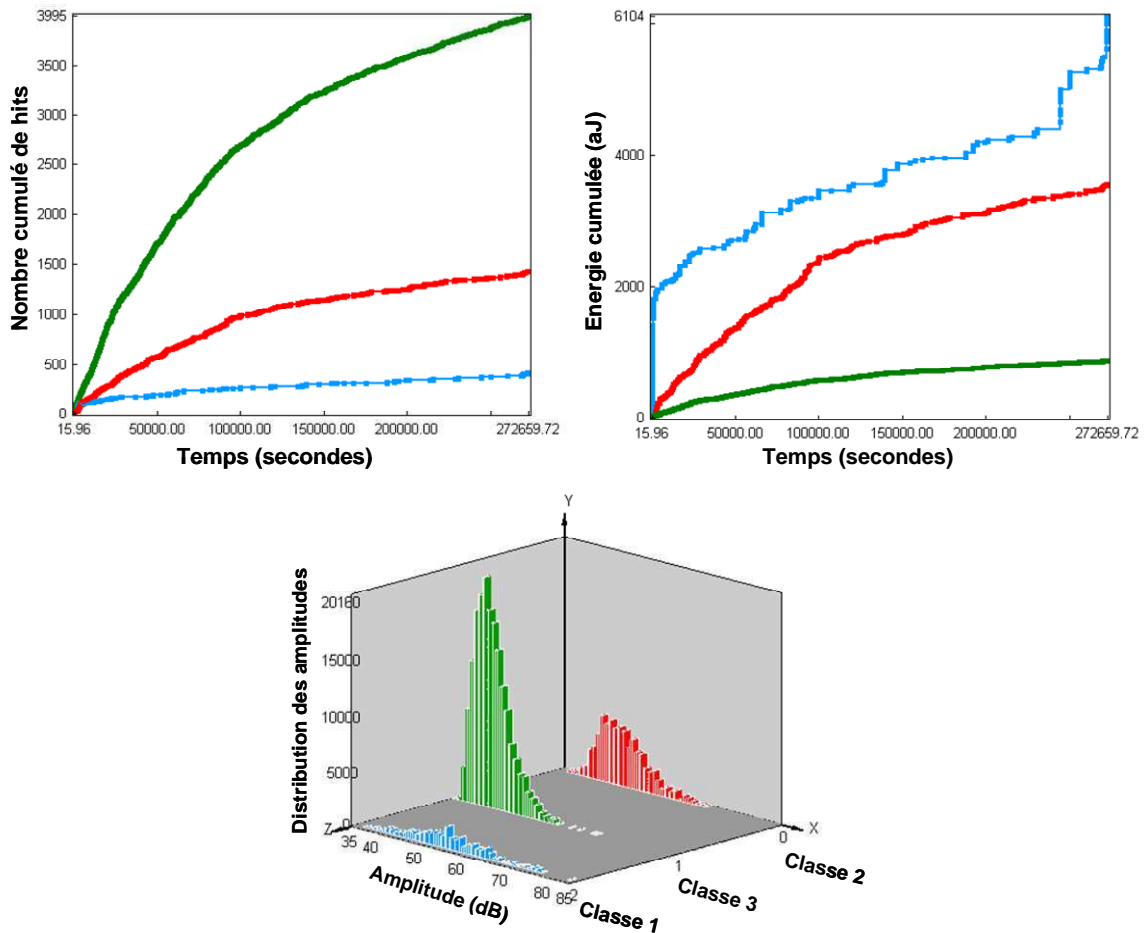 3995
3500
3000
2500
2000
1500
1000
500
0
Nombre cumulé de hits
15.96 50000.00 100000.00 150000.00 200000.00 272659.72
Temps (secondes)
6104
4000
2000
0
Energie cumulée (aJ)
15.96 50000.00 100000.00 150000.00 200000.00 272659.72
Temps (secondes)
Y
Distribution des amplitudes
20160
15000
10000
5000
0
Z
X
35 40 50 60 70 80 85
Amplitude (dB)
2 1 0
Classe 1
Classe 3
Classe 2